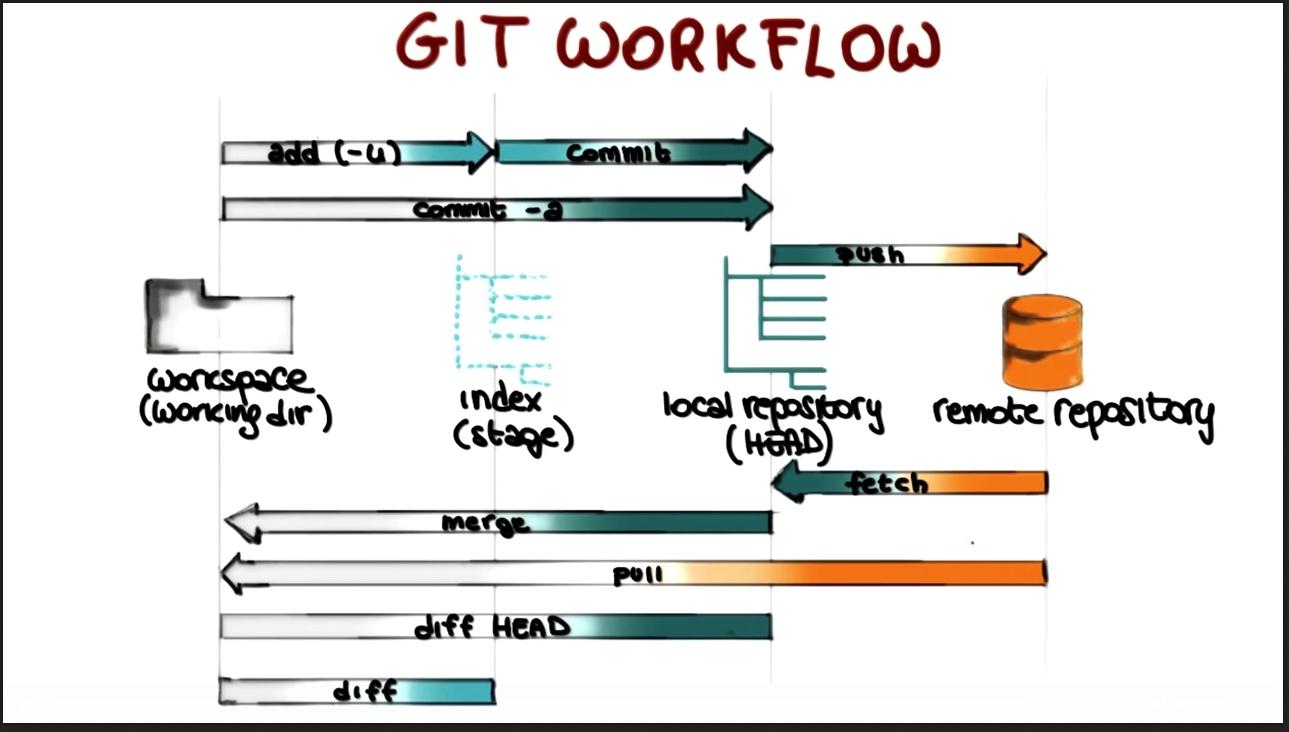 GIT WORKFLOW
add (-u)
commit
commit -a
push
workspace
(working dir)
index
(stage)
local repository
(HEAD)
remote repository
fetch
merge
pull
diff HEAD
diff